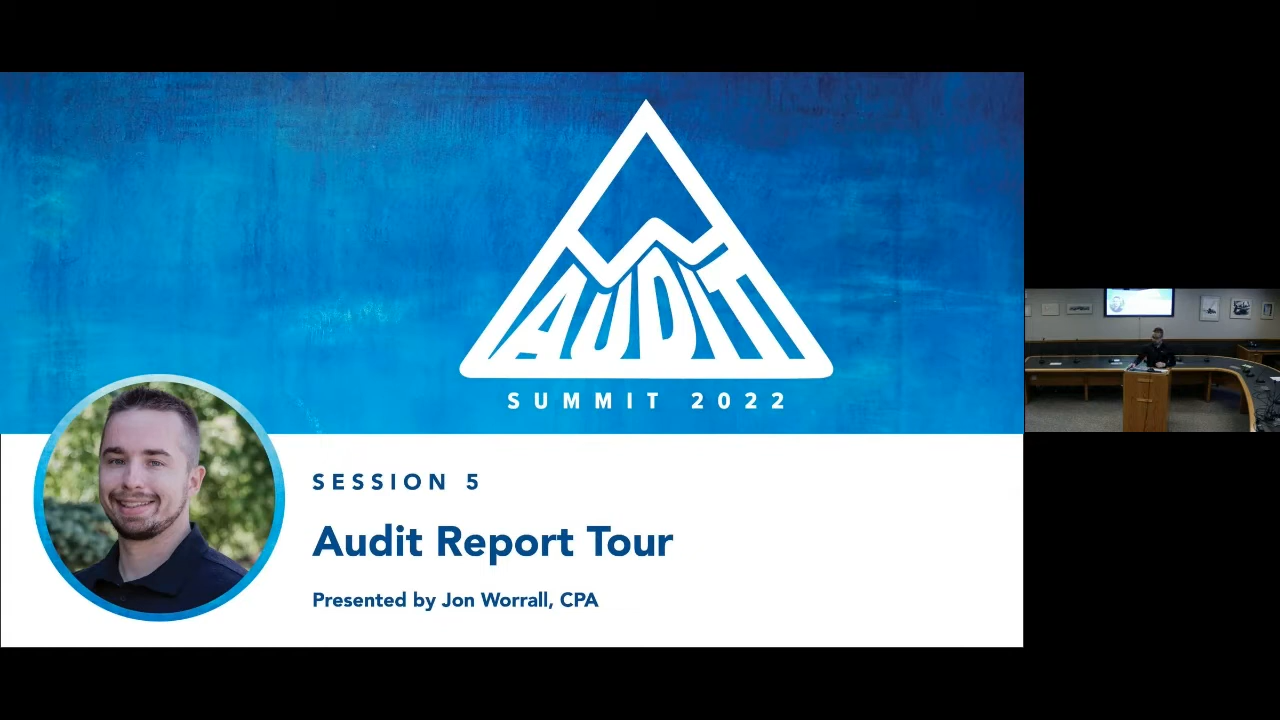 AUDIT
SUMMIT 2022
SESSION 5
Audit Report Tour
Presented by Jon Worrall, CPA